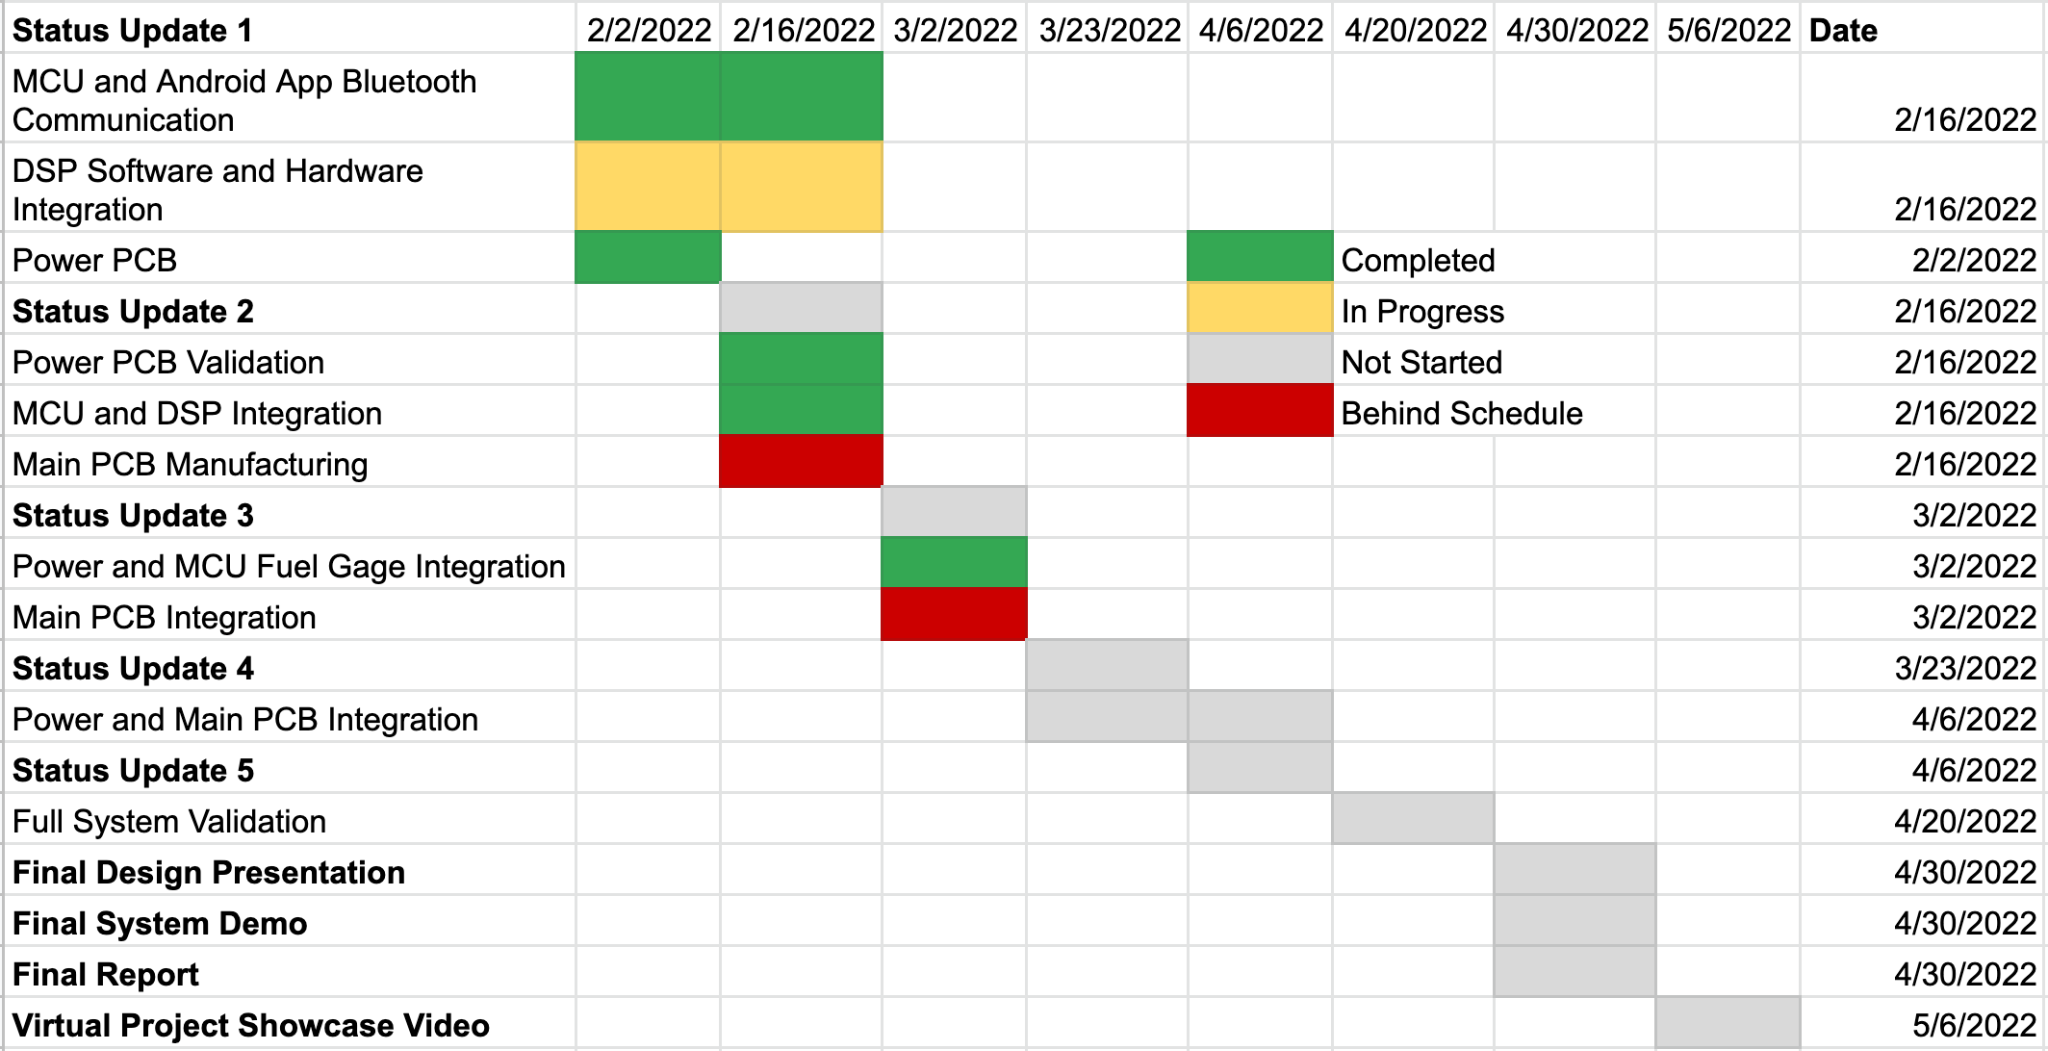 Status Update 1 2/2/2022 2/16/2022 3/2/2022 3/23/2022 4/6/2022 4/20/2022 4/30/2022 5/6/2022 Date
MCU and Android App Bluetooth
Communication 2/16/2022
DSP Software and Hardware
Integration 2/16/2022
Power PCB Completed 2/2/2022
Status Update 2 In Progress 2/16/2022
Power PCB Validation Not Started 2/16/2022
MCU and DSP Integration Behind Schedule 2/16/2022
Main PCB Manufacturing 2/16/2022
Status Update 3 3/2/2022
Power and MCU Fuel Gage Integration 3/2/2022
Main PCB Integration 3/2/2022
Status Update 4 3/23/2022
Power and Main PCB Integration 4/6/2022
Status Update 5 4/6/2022
Full System Validation 4/20/2022
Final Design Presentation 4/30/2022
Final System Demo 4/30/2022
Final Report 4/30/2022
Virtual Project Showcase Video 5/6/2022